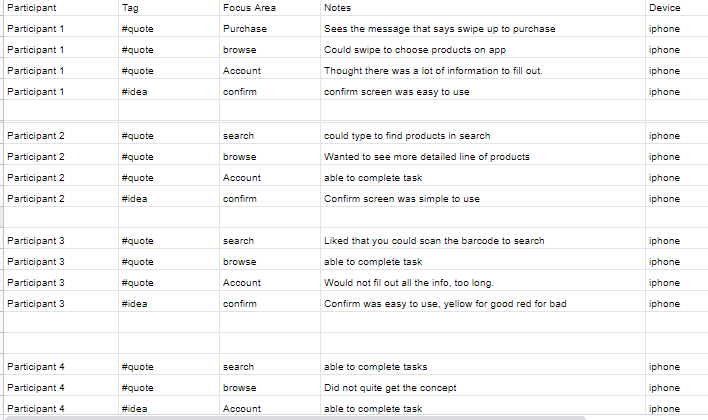 Participant Tag Focus Area Notes Device
Participant 1 #quote Purchase Sees the message that says swipe up to purchase iphone
Participant 1 #quote browse Could swipe to choose products on app iphone
Participant 1 #quote Account Thought there was a lot of information to fill out. iphone
Participant 1 #idea confirm confirm screen was easy to use iphone
Participant 2 #quote search could type to find products in search iphone
Participant 2 #quote browse Wanted to see more detailed line of products iphone
Participant 2 #quote Account able to complete task iphone
Participant 2 #idea confirm Confirm screen was simple to use iphone
Participant 3 #quote search Liked that you could scan the barcode to search iphone
Participant 3 #quote browse able to complete task iphone
Participant 3 #quote Account Would not fil out all the info, too long. iphone
Participant 3 #idea confirm Confirm was easy to use, yellow for good red for bad iphone
Participant 4 #quote search able to complete tasks iphone
Participant 4 #quote browse Did not quite get the concept iphone
Participant 4 #idea Account able to complete task iphone